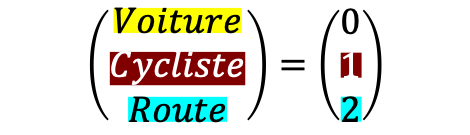 Voiture 0
Cycliste = 1
Route 2